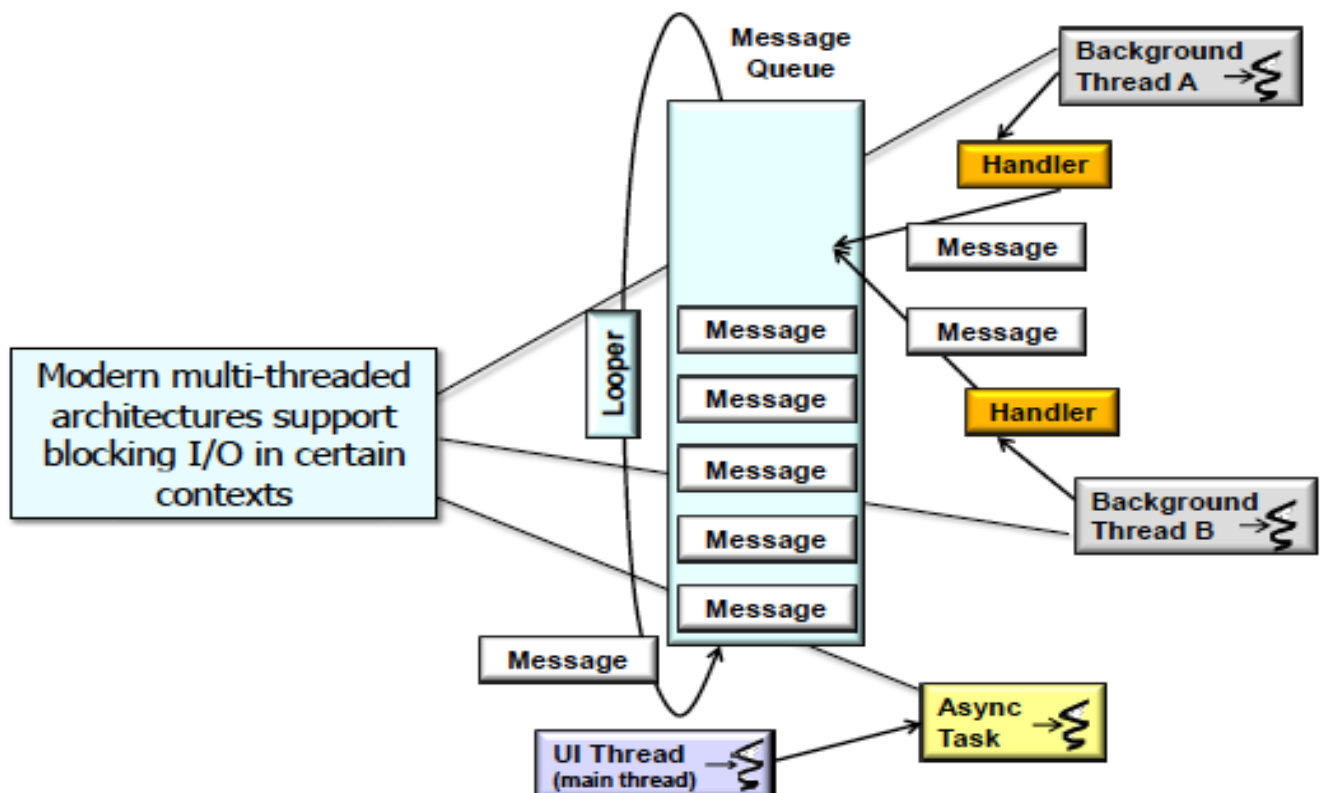 Message
Queue
Background
Thread A
Handler
Message
Message
Message
Looper
Modern multi-threaded
architectures support
blocking I/O in certain
contexts
Message
Handler
Message
Background
Thread B
Message
Message
Message
Async
Task
UI Thread
(main thread)